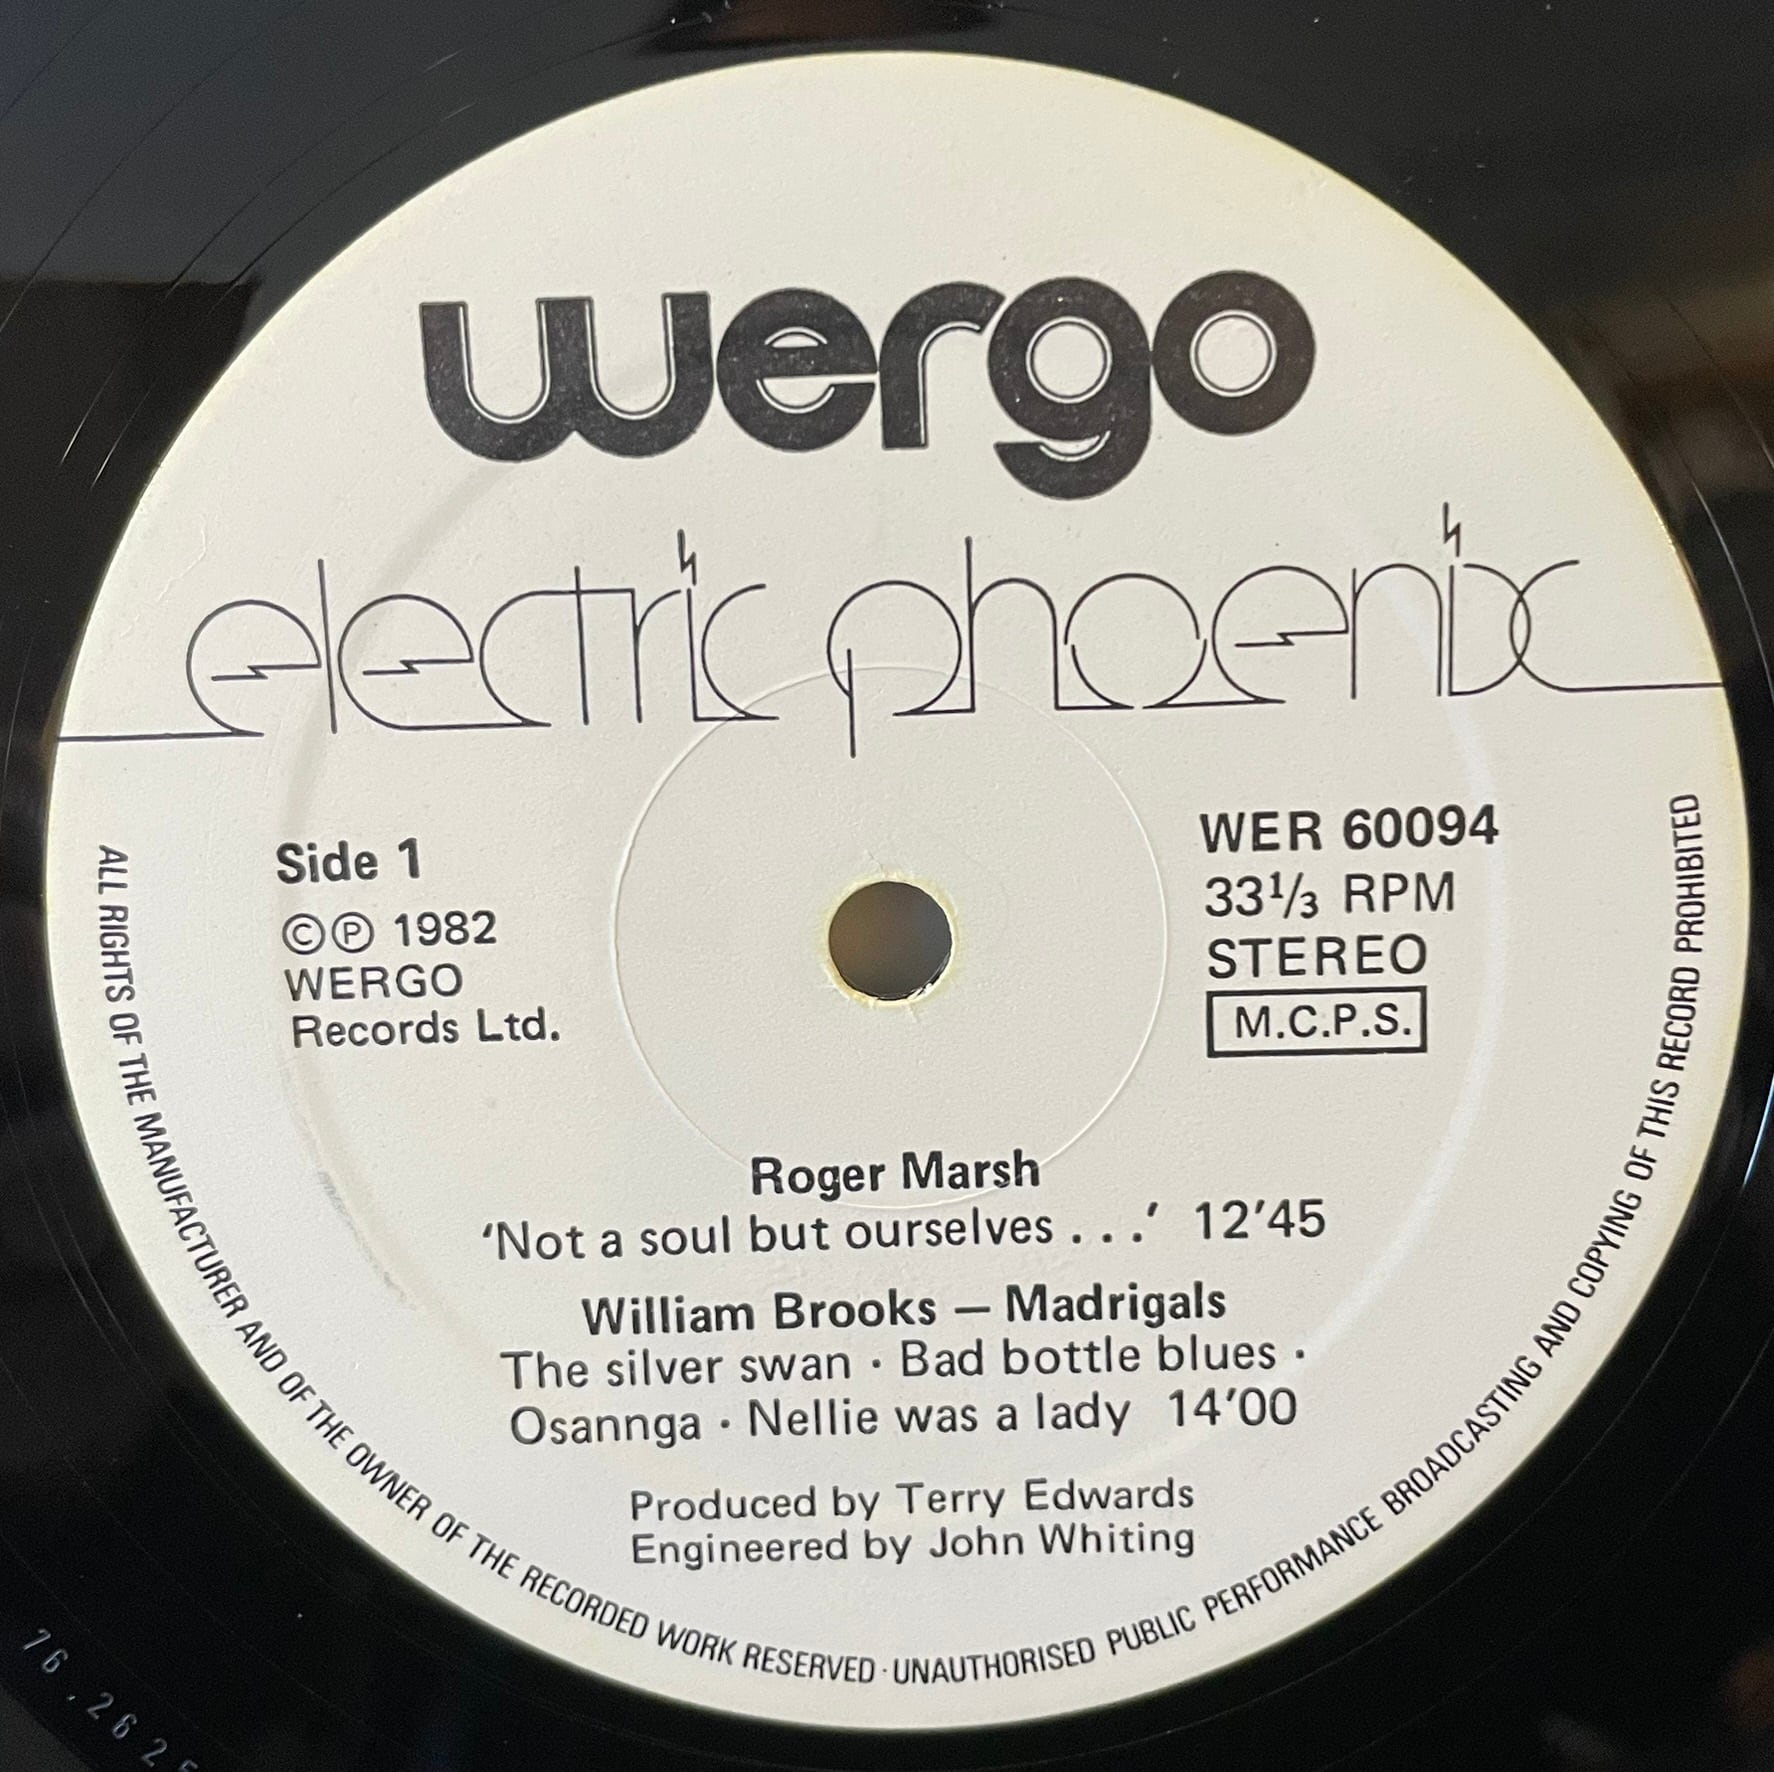 wergo
electric phoenix
Side 1
©℗ 1982
WERGO
Records Ltd.
WER 60094
33⅓ RPM
STEREO
M.C.P.S.
Roger Marsh
‘Not a soul but ourselves . . .’ 12’45
William Brooks — Madrigals
The silver swan · Bad bottle blues ·
Osannga · Nellie was a lady 14’00
Produced by Terry Edwards
Engineered by John Whiting
ALL RIGHTS OF THE MANUFACTURER AND OF THE OWNER OF THE RECORDED WORK RESERVED · UNAUTHORISED PUBLIC PERFORMANCE BROADCASTING AND COPYING OF THIS RECORD PROHIBITED